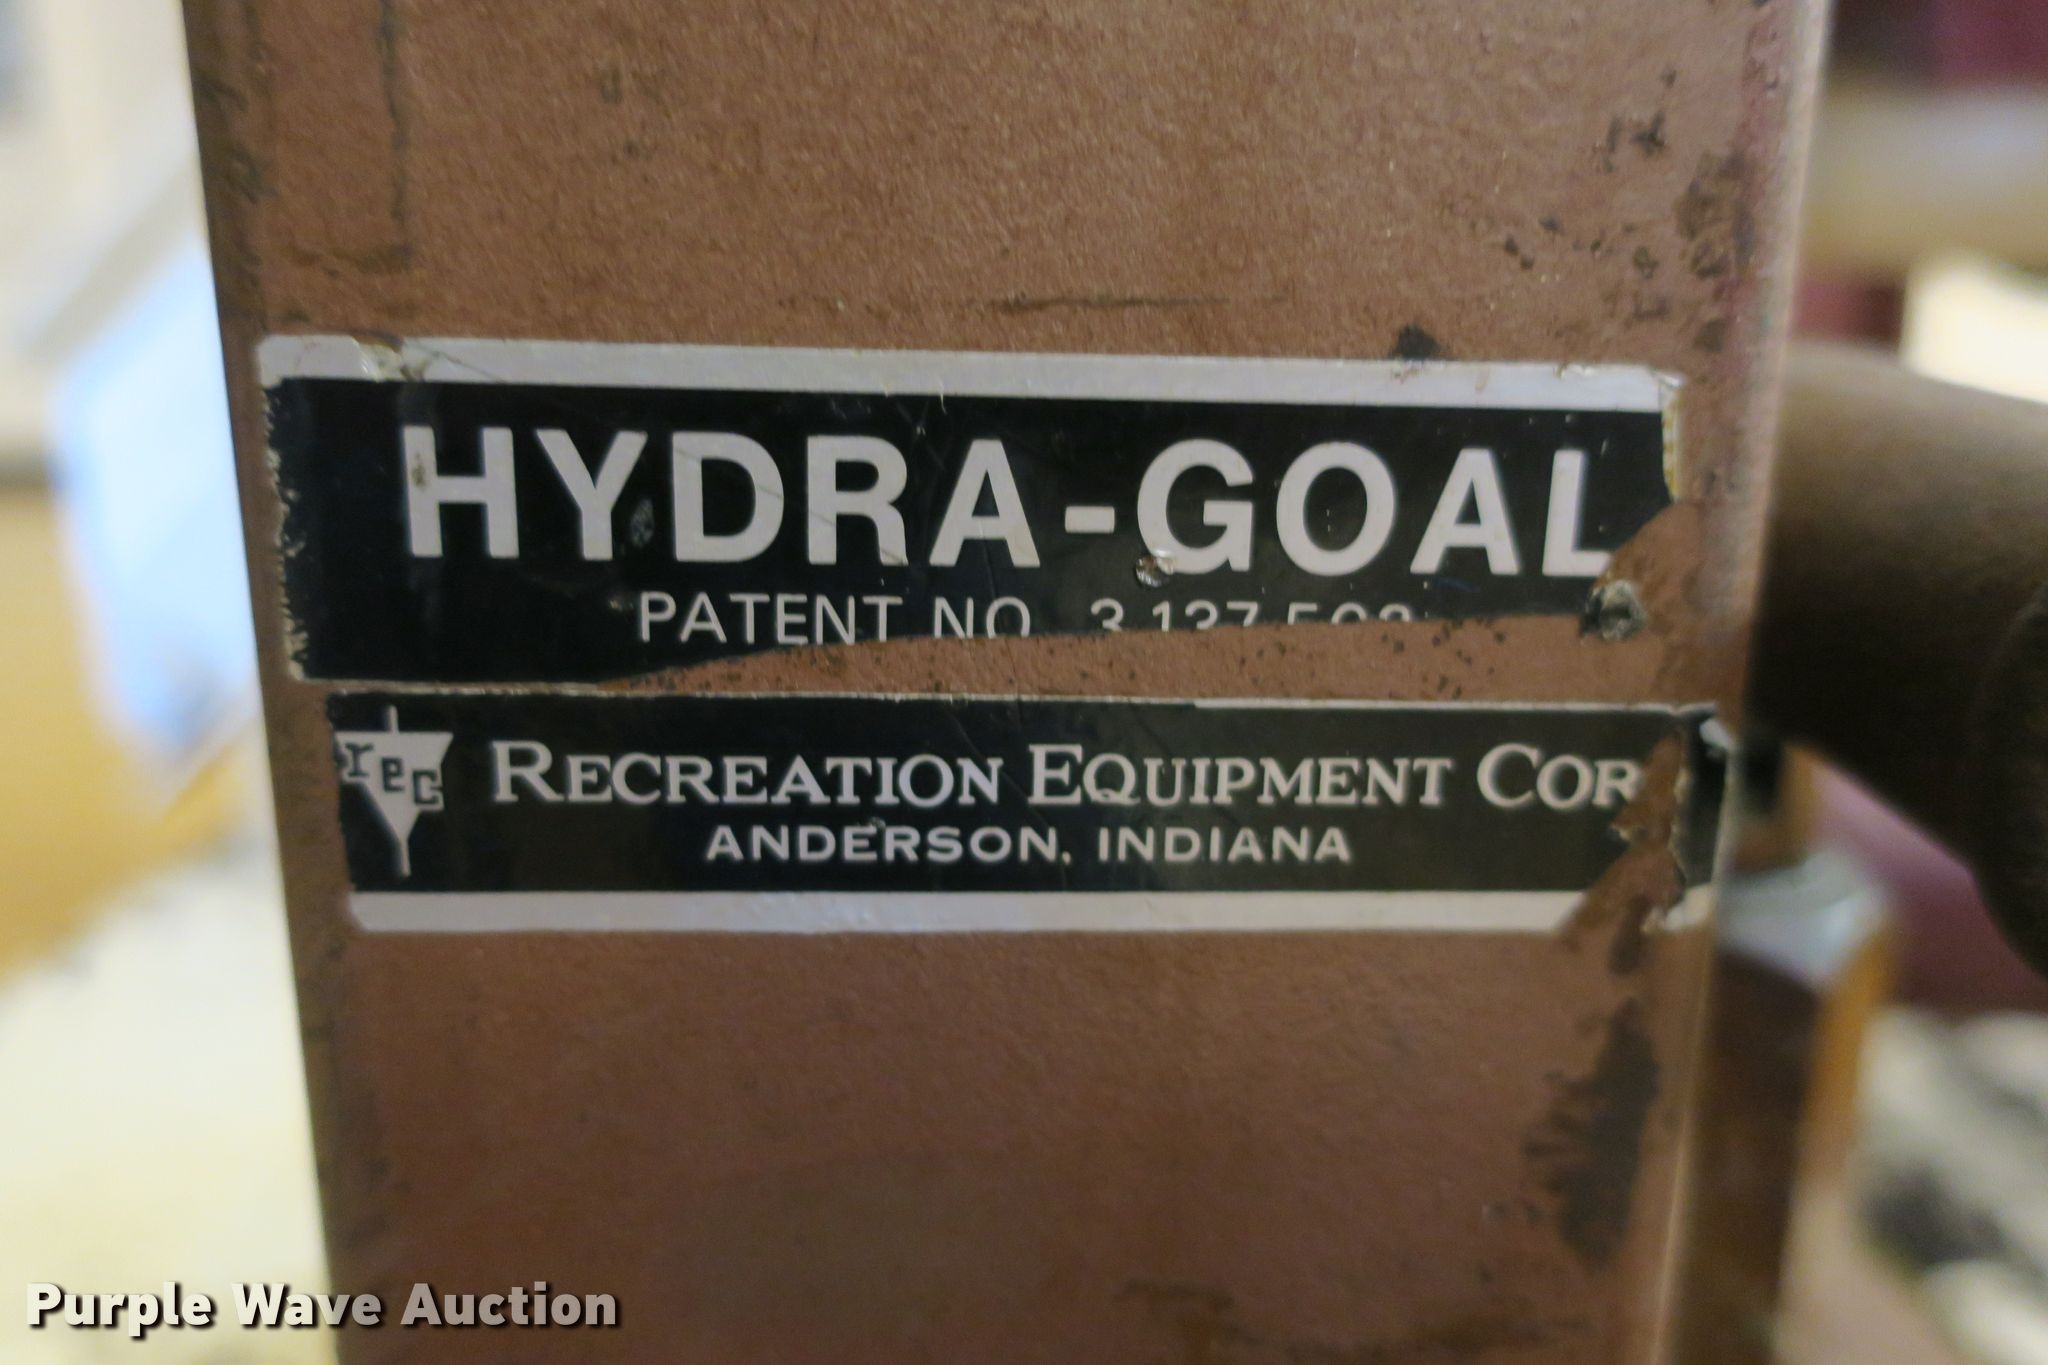 HYDRA-GOAL
PATENT NO.
rec
RECREATION EQUIPMENT COR
ANDERSON, INDIANA
Purple Wave Auction